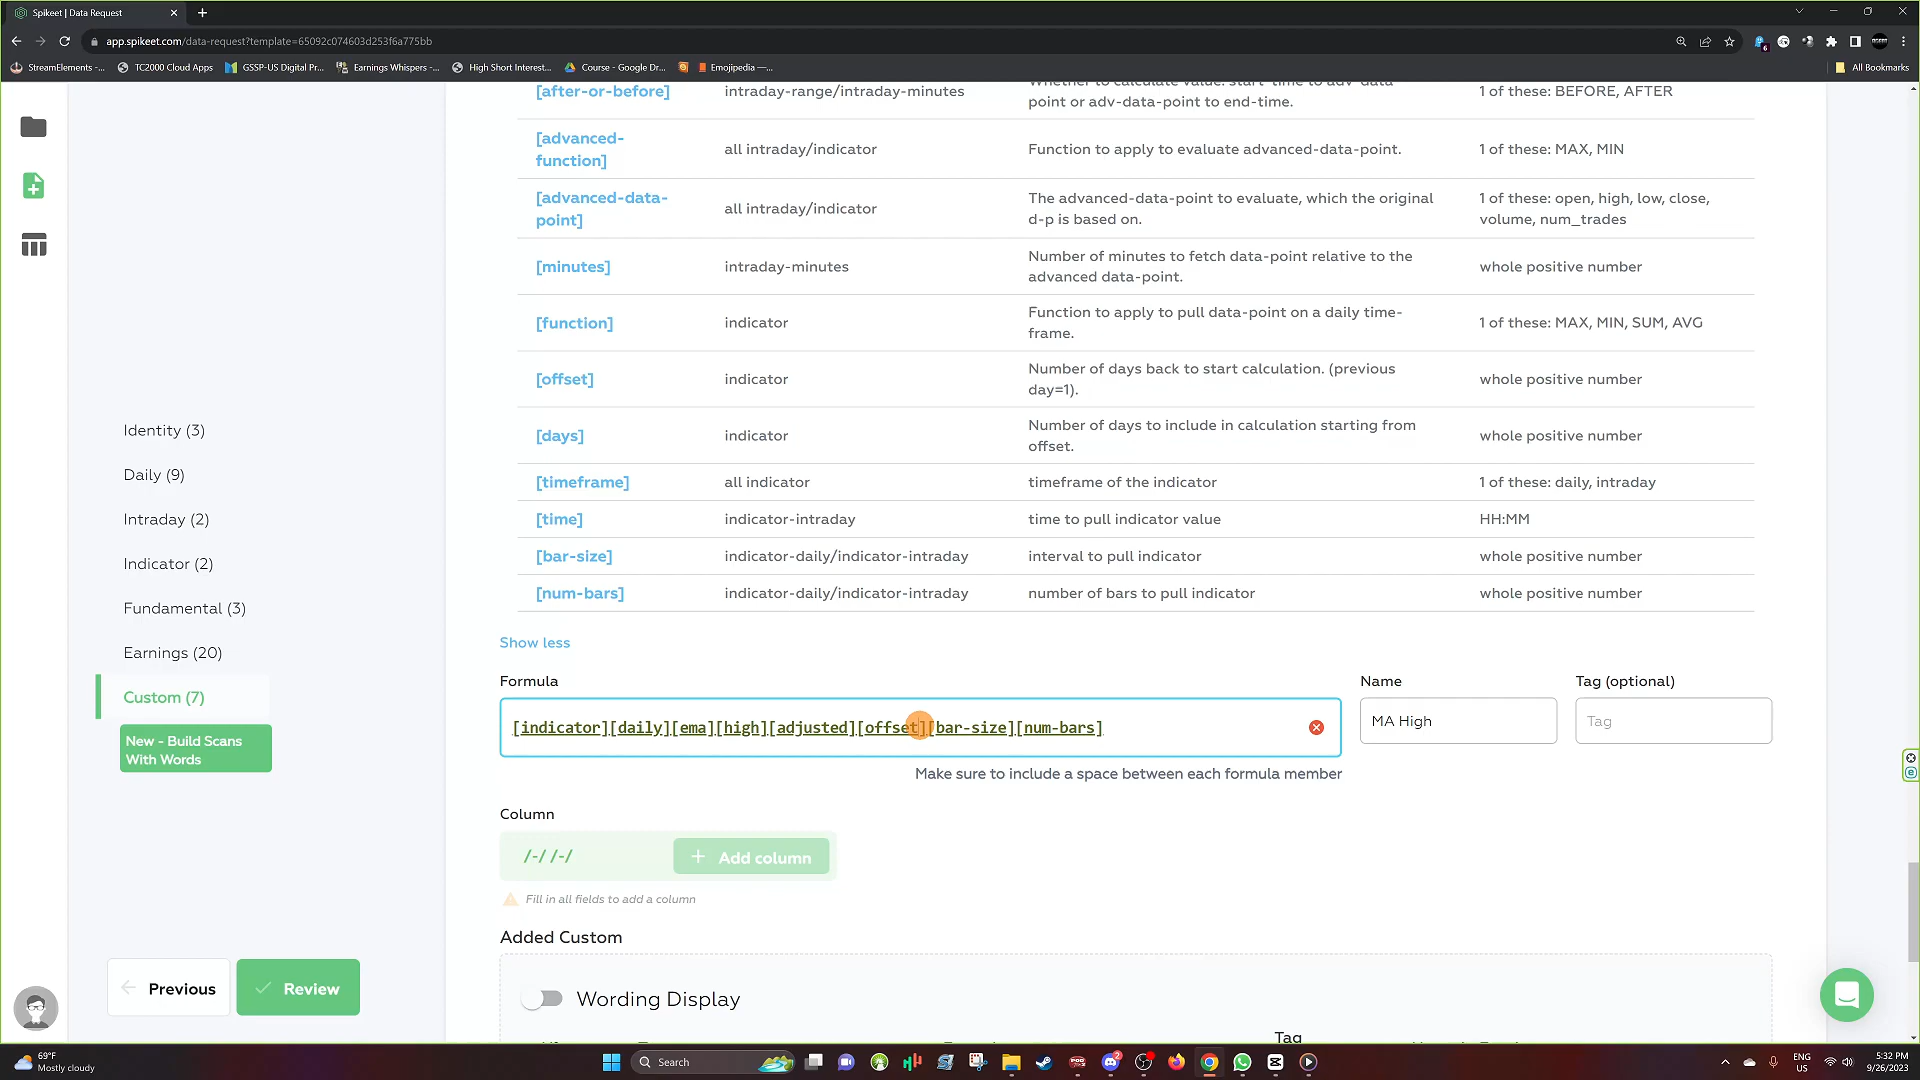 Spikeet | Data Request
app.spikeet.com/data-request?template=65092c074603d253f6a775bb
StreamElements -...
TC2000 Cloud Apps
GSSP-US Digital Pr...
Earnings Whispers -...
High Short Interest...
Course - Google Dr...
Emojipedia —...
All Bookmarks
Whether to calculate value: start-time to adv-data-
[after-or-before] intraday-range/intraday-minutes point or adv-data-point to end-time. 1 of these: BEFORE, AFTER
[advanced-
function] all intraday/indicator Function to apply to evaluate advanced-data-point. 1 of these: MAX, MIN
[advanced-data-
point] all intraday/indicator The advanced-data-point to evaluate, which the original
d-p is based on. 1 of these: open, high, low, close,
volume, num_trades
[minutes] intraday-minutes Number of minutes to fetch data-point relative to the
advanced data-point. whole positive number
[function] indicator Function to apply to pull data-point on a daily time-
frame. 1 of these: MAX, MIN, SUM, AVG
[offset] indicator Number of days back to start calculation. (previous
day=1). whole positive number
[days] indicator Number of days to include in calculation starting from
offset. whole positive number
[timeframe] all indicator timeframe of the indicator 1 of these: daily, intraday
[time] indicator-intraday time to pull indicator value HH:MM
[bar-size] indicator-daily/indicator-intraday interval to pull indicator whole positive number
[num-bars] indicator-daily/indicator-intraday number of bars to pull indicator whole positive number
Identity (3)
Daily (9)
Intraday (2)
Indicator (2)
Fundamental (3)
Earnings (20)
Custom (7)
New - Build Scans
With Words
Previous
Review
Show less
Formula
[indicator][daily][ema][high][adjusted][offset][bar-size][num-bars]
Make sure to include a space between each formula member
Name
MA High
Tag (optional)
Tag
Column
/-/ /-/
+ Add column
Fill in all fields to add a column
Added Custom
Wording Display
Tag
69°F
Mostly cloudy
Search
ENG
US
5:32 PM
9/26/2023